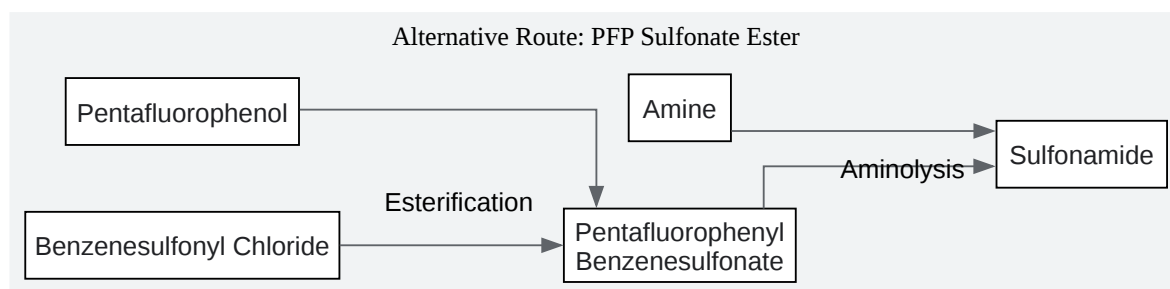 Alternative Route: PFP Sulfonate Ester
Pentafluorophenol
Amine
Sulfonamide
Aminolysis
Esterification
Benzenesulfonyl Chloride
Pentafluorophenyl
Benzenesulfonate